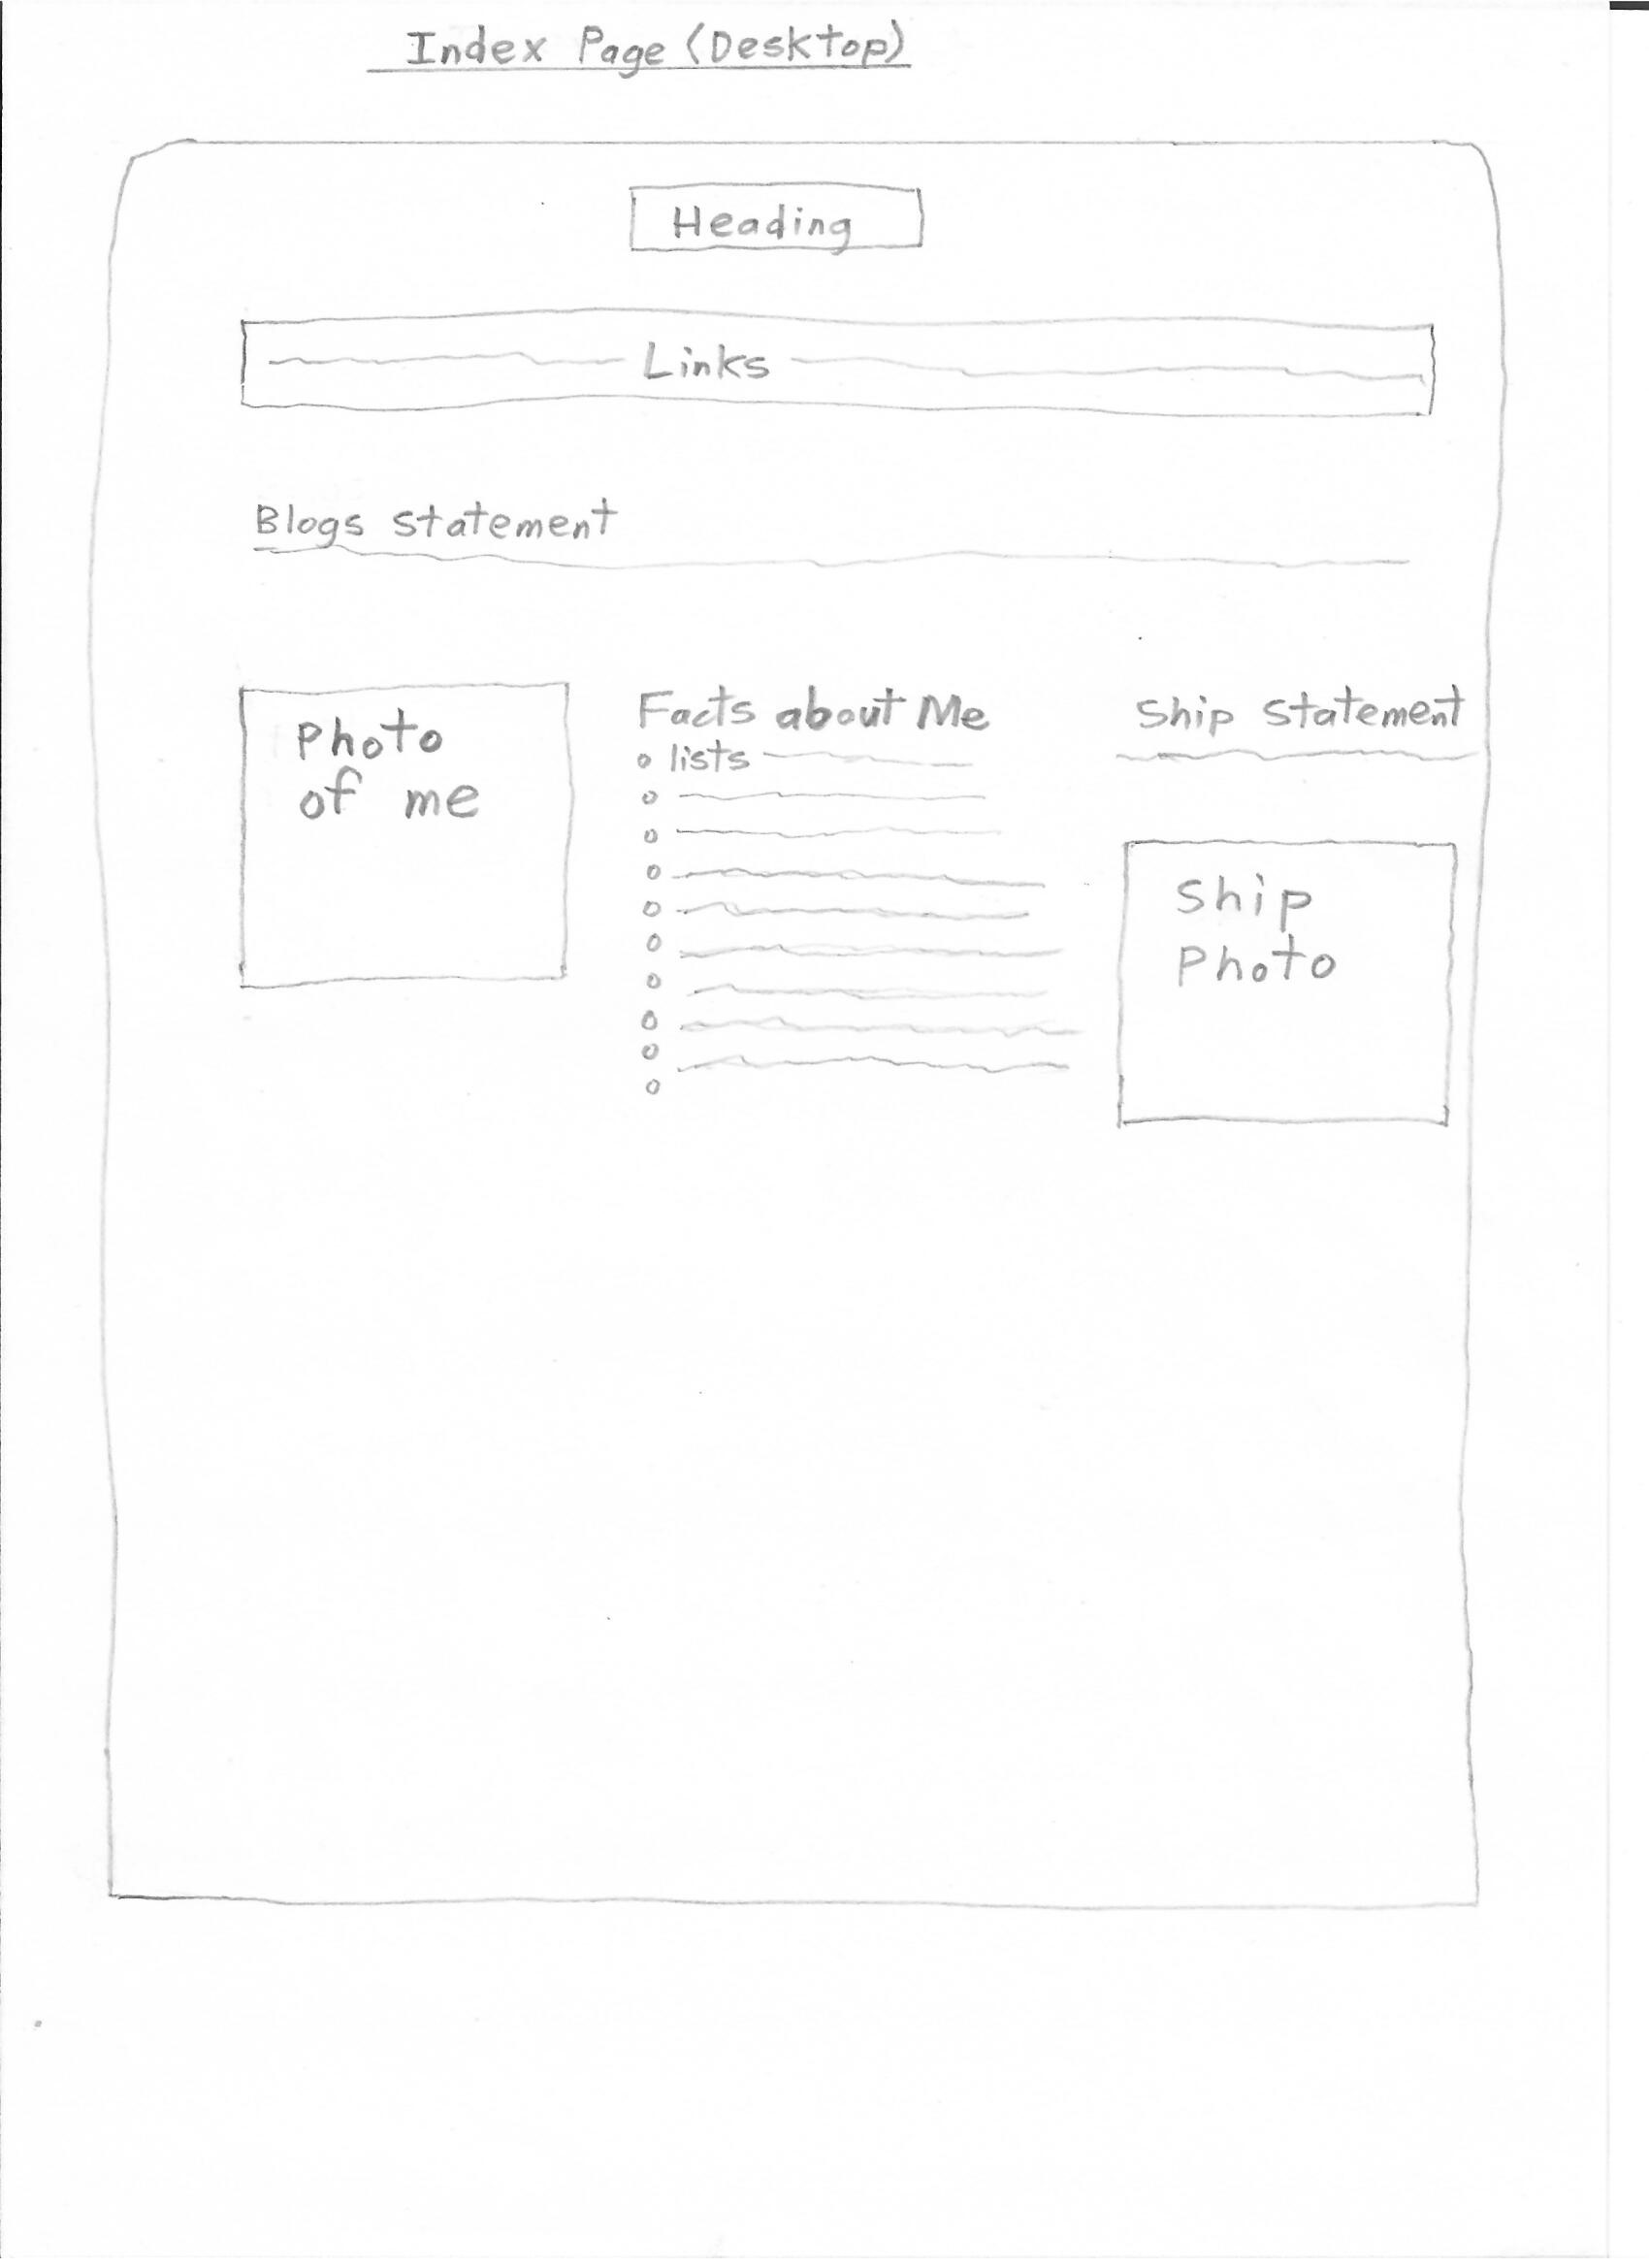 Index Page (Desktop)
Heading
Links
Blogs statement
Photo
of me
Facts about Me
lists
Ship statement
Ship
Photo